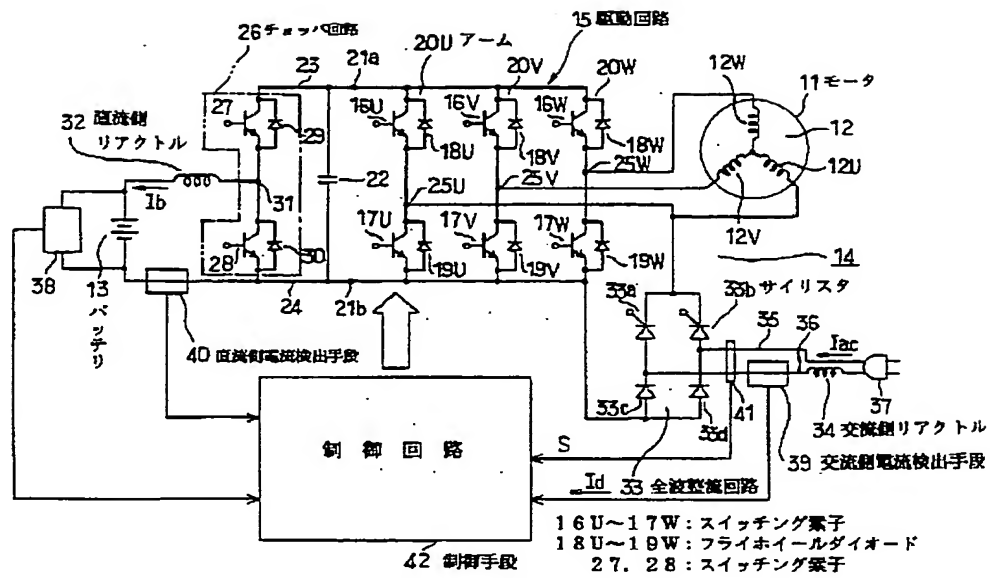 26 チョッパ回路
20U アーム
15 駆動回路
23
21a
20V
20W
12W
11 モータ
27
29
16U
16V
16W
12
32 直流側
リアクトル
18U
18V
18W
12U
22
25W
Ib
31
25U
25V
12V
17U
17V
17W
28
30
19U
19V
19W
14
38
13 バッテリ
24
21b
33a
33b サイリスタ
35
36
Iac
40 直流側電流検出手段
33c
33d
41
37
34 交流側リアクトル
制御回路
S
39 交流側電流検出手段
Id
33 全波整流回路
42 制御手段
16U～17W：スイッチング素子
18U～19W：フライホイールダイオード
27，28：スイッチング素子